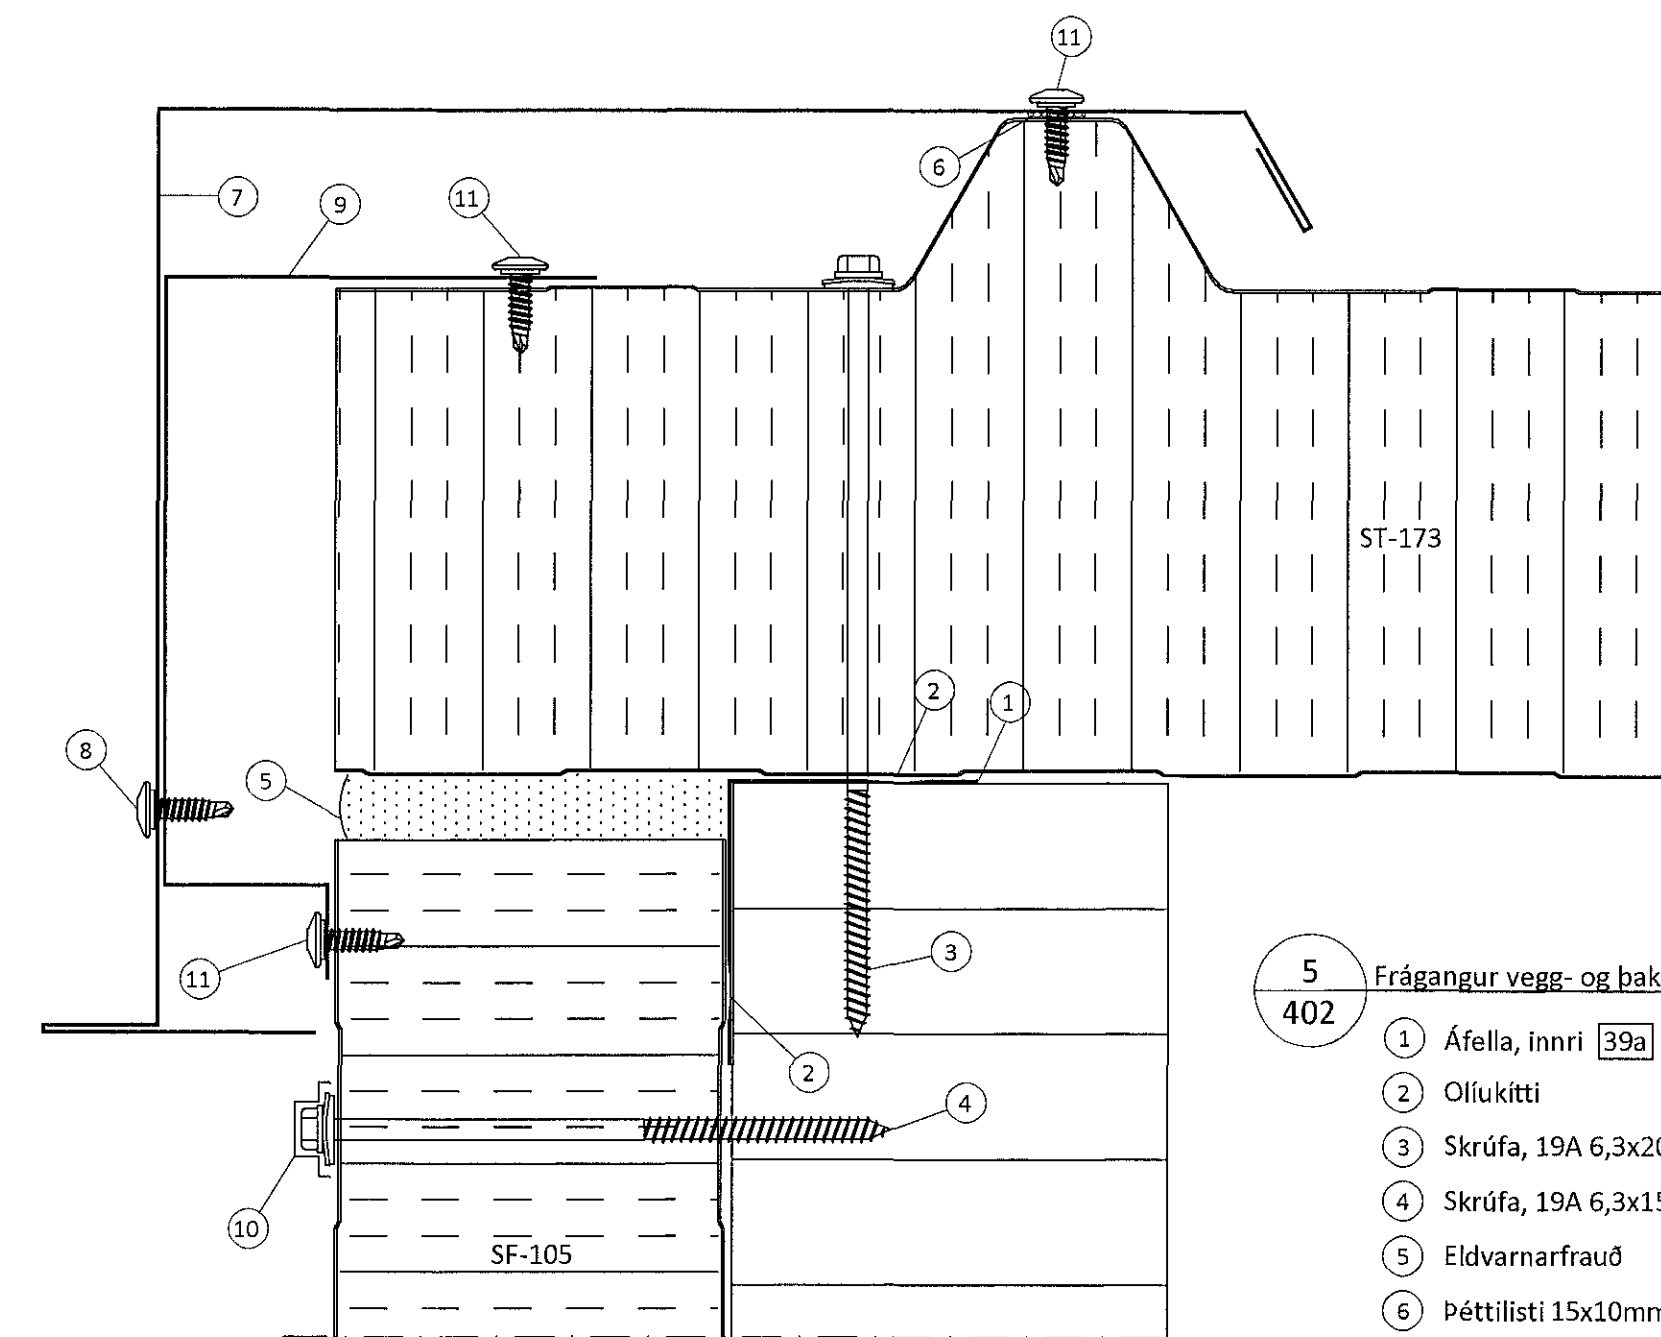 11
6
7
9
11
ST-173
2
1
8
5
3
11
2
4
10
SF-105
5
402
Frágangur vegg- og þak
1 Áfella, innri 39a
2 Olíukítti
3 Skrúfa, 19A 6,3x20
4 Skrúfa, 19A 6,3x15
5 Eldvarnarfrauð
6 Þéttilisti 15x10mm